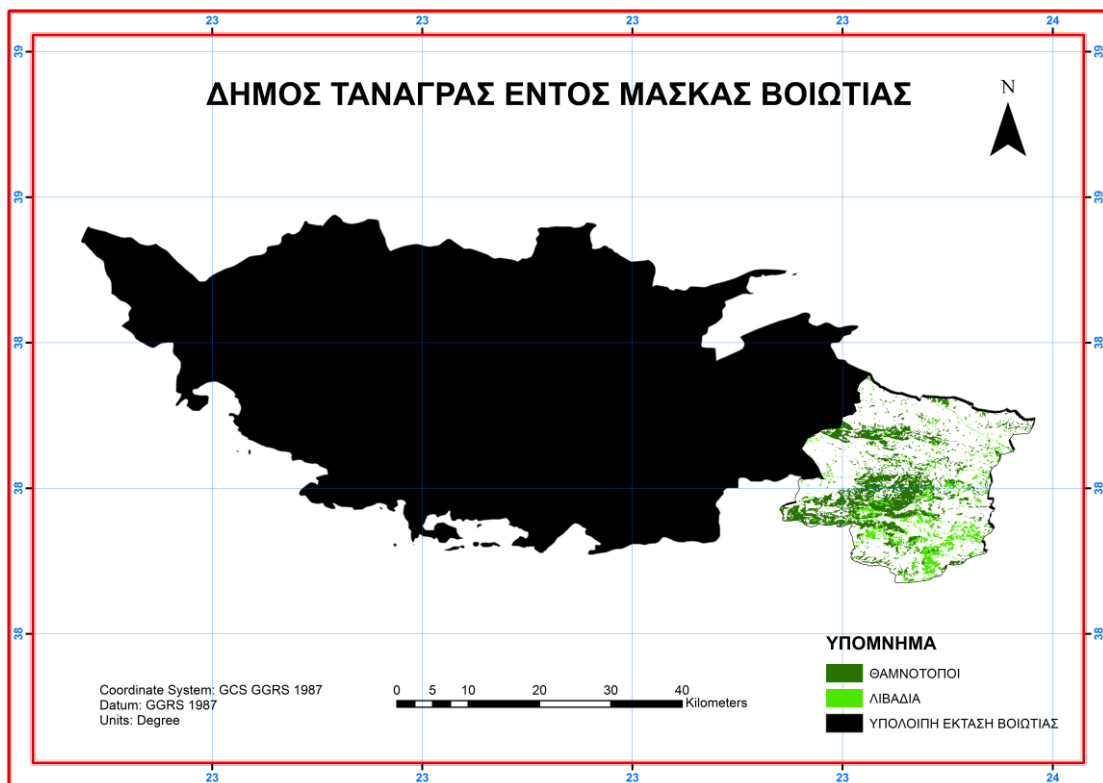 23 23 23 23 24
39 39
ΔΗΜΟΣ ΤΑΝΑΓΡΑΣ ΕΝΤΟΣ ΜΑΣΚΑΣ ΒΟΙΩΤΙΑΣ
N
39 39
38 38
38 38
38 38
ΥΠΟΜΝΗΜΑ
ΘΑΜΝΟΤΟΠΟΙ
ΛΙΒΑΔΙΑ
ΥΠΟΛΟΙΠΗ ΕΚΤΑΣΗ ΒΟΙΩΤΙΑΣ
Coordinate System: GCS GGRS 1987
Datum: GGRS 1987
Units: Degree
0 5 10 20 30 40
Kilometers
23 23 23 23 24